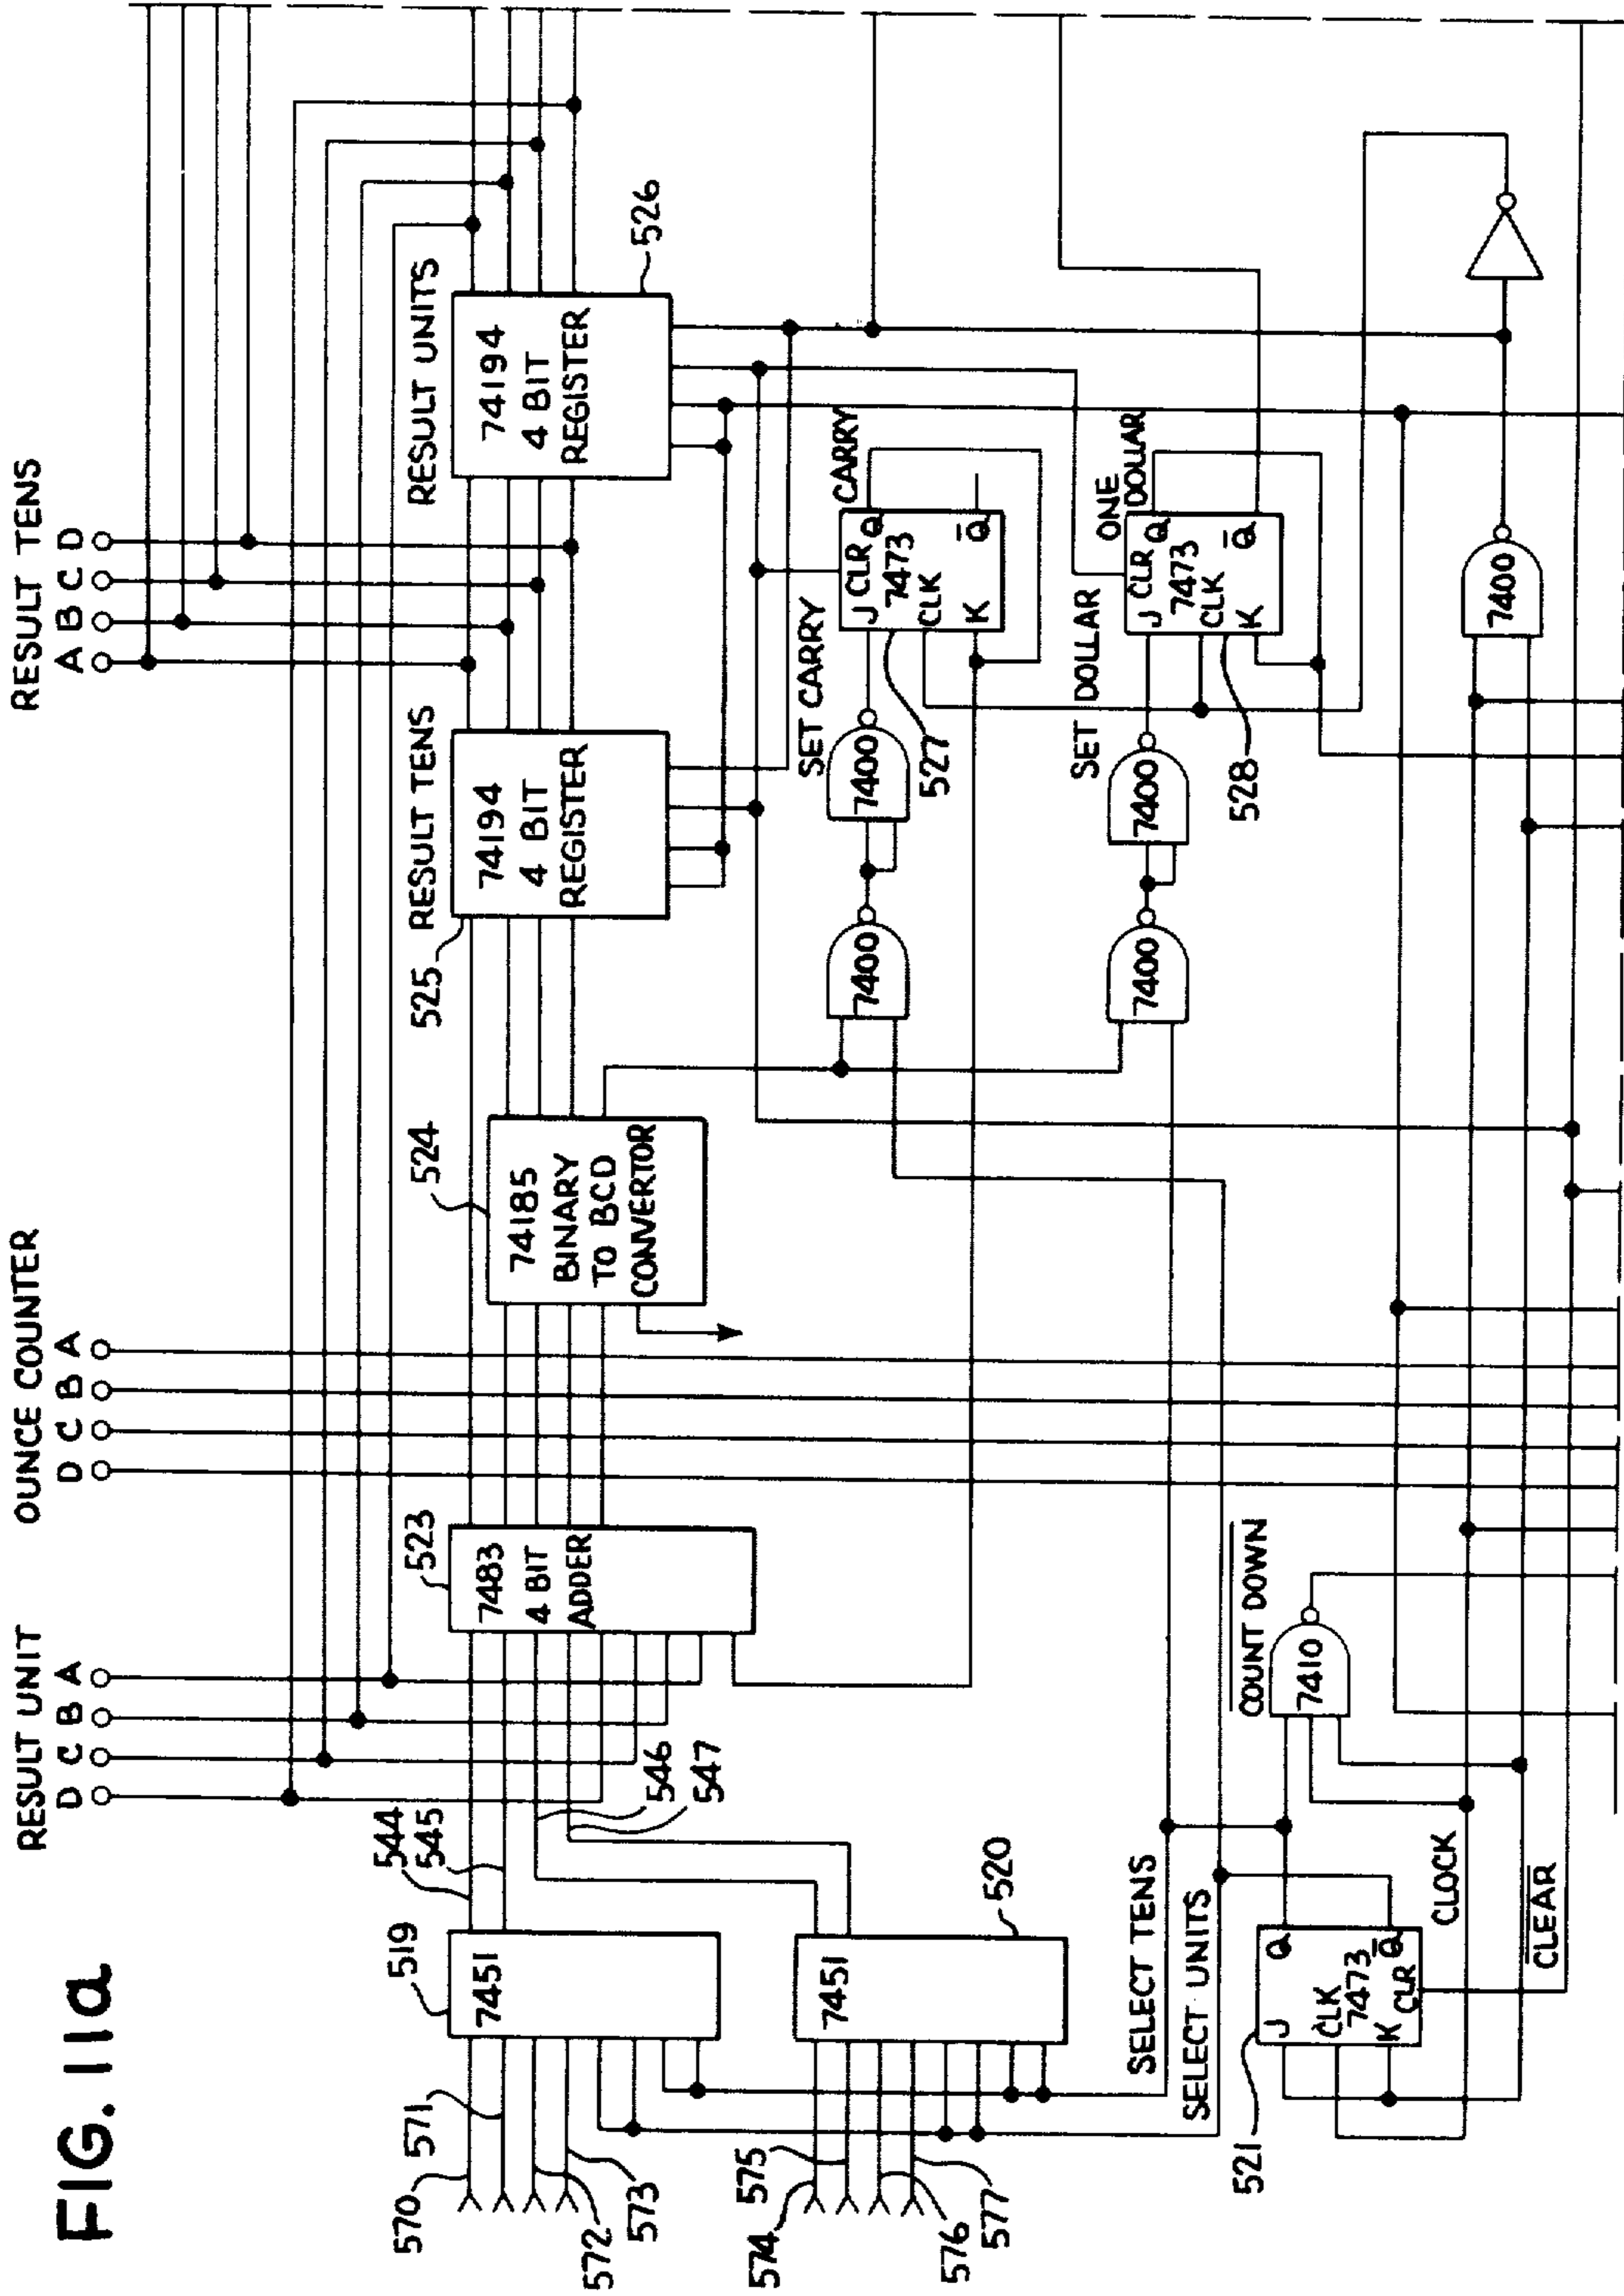 FIG. 11a
RESULT UNIT
D C B A
OUNCE COUNTER
D C B A
RESULT TENS
A B C D
570
571
572
573
519
7451
544
545
546
547
523
7483
4 BIT
ADDER
524
74185
BINARY
TO BCD
CONVERTOR
525
RESULT TENS
74194
4 BIT
REGISTER
RESULT UNITS
74194
4 BIT
REGISTER
526
574
575
576
577
7451
520
7400
7400
SET CARRY
527
J CLR Q
7473
CLK
K Q
CARRY
7400
7400
SET DOLLAR
528
J CLR Q
7473
CLK
K Q
ONE
DOLLAR
SELECT TENS
SELECT UNITS
521
J Q
CLK
7473
K Q
CLR
COUNT DOWN
7410
CLOCK
CLEAR
7400